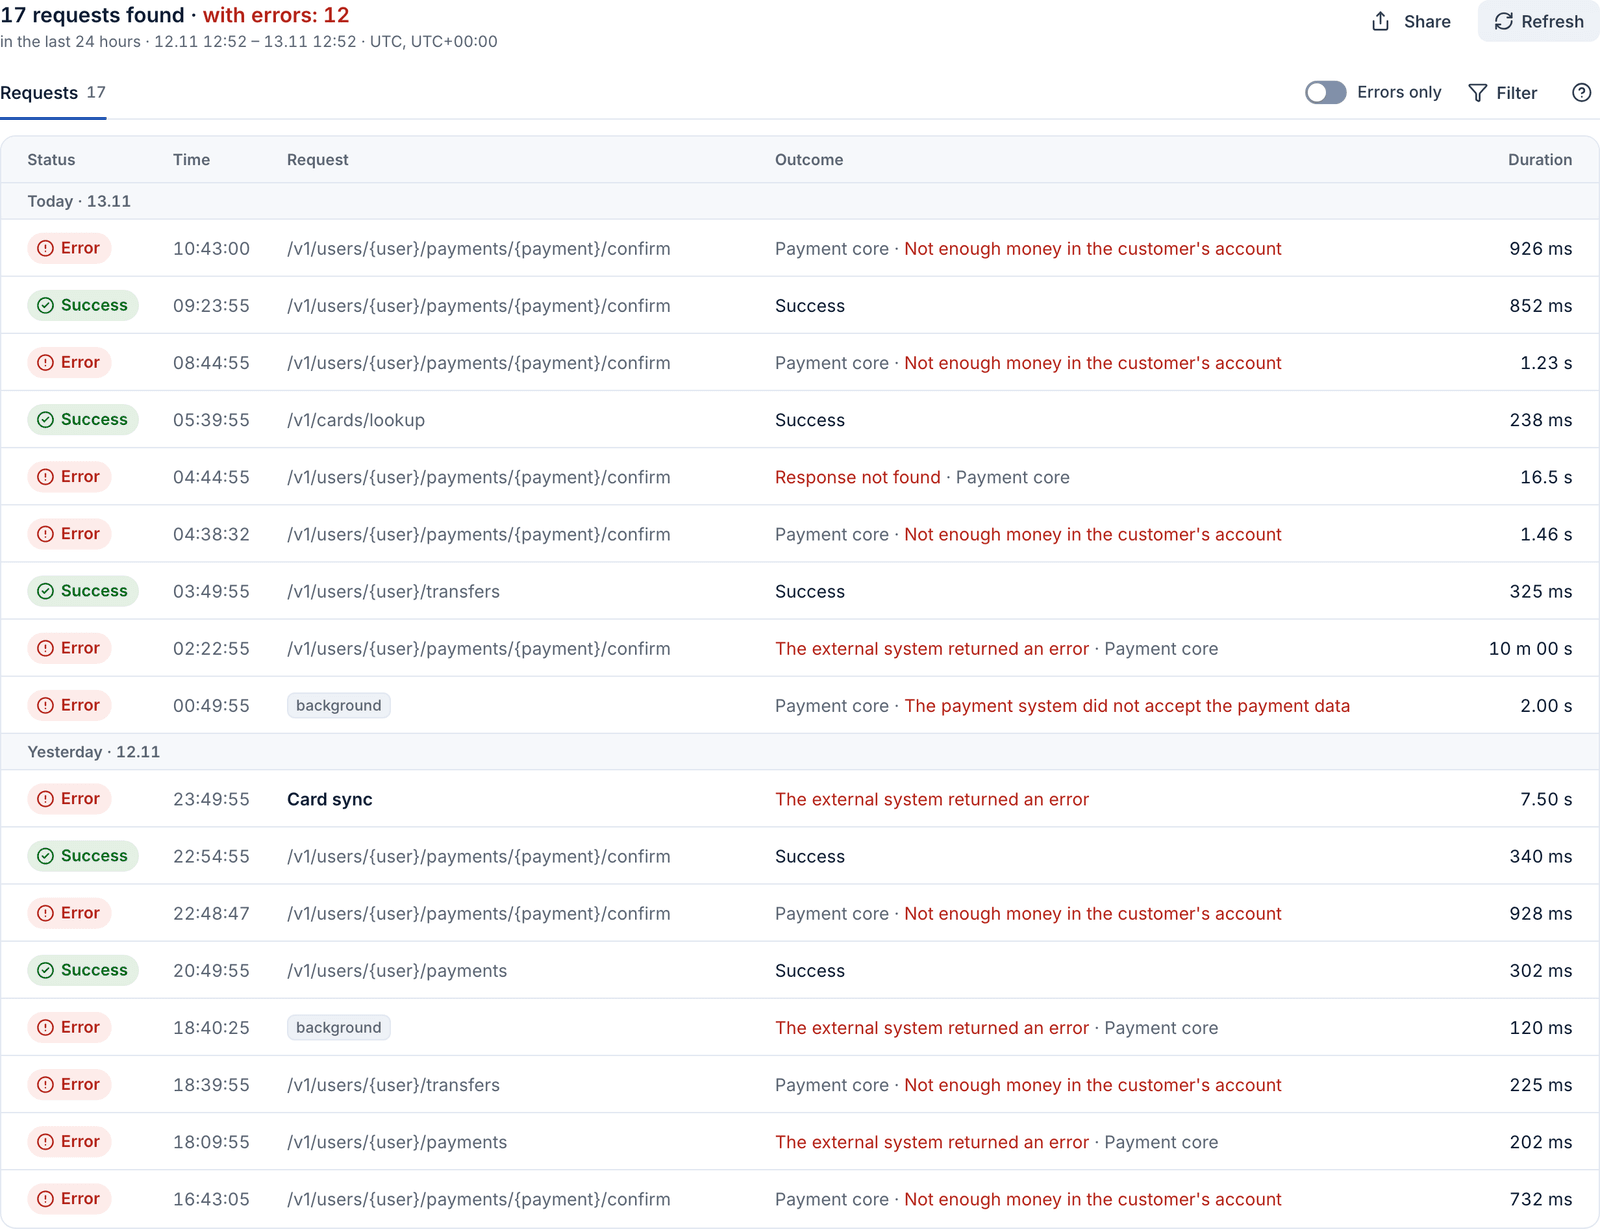 17 requests found · with errors: 12
Share
Refresh
in the last 24 hours · 12.11 12:52 – 13.11 12:52 · UTC, UTC+00:00
Requests 17
Errors only
Filter
Status Time Request Outcome Duration
Today · 13.11
Error 10:43:00 /v1/users/{user}/payments/{payment}/confirm Payment core · Not enough money in the customer's account 926 ms
Success 09:23:55 /v1/users/{user}/payments/{payment}/confirm Success 852 ms
Error 08:44:55 /v1/users/{user}/payments/{payment}/confirm Payment core · Not enough money in the customer's account 1.23 s
Success 05:39:55 /v1/cards/lookup Success 238 ms
Error 04:44:55 /v1/users/{user}/payments/{payment}/confirm Response not found · Payment core 16.5 s
Error 04:38:32 /v1/users/{user}/payments/{payment}/confirm Payment core · Not enough money in the customer's account 1.46 s
Success 03:49:55 /v1/users/{user}/transfers Success 325 ms
Error 02:22:55 /v1/users/{user}/payments/{payment}/confirm The external system returned an error · Payment core 10 m 00 s
Error 00:49:55 background Payment core · The payment system did not accept the payment data 2.00 s
Yesterday · 12.11
Error 23:49:55 Card sync The external system returned an error 7.50 s
Success 22:54:55 /v1/users/{user}/payments/{payment}/confirm Success 340 ms
Error 22:48:47 /v1/users/{user}/payments/{payment}/confirm Payment core · Not enough money in the customer's account 928 ms
Success 20:49:55 /v1/users/{user}/payments Success 302 ms
Error 18:40:25 background The external system returned an error · Payment core 120 ms
Error 18:39:55 /v1/users/{user}/transfers Payment core · Not enough money in the customer's account 225 ms
Error 18:09:55 /v1/users/{user}/payments The external system returned an error · Payment core 202 ms
Error 16:43:05 /v1/users/{user}/payments/{payment}/confirm Payment core · Not enough money in the customer's account 732 ms